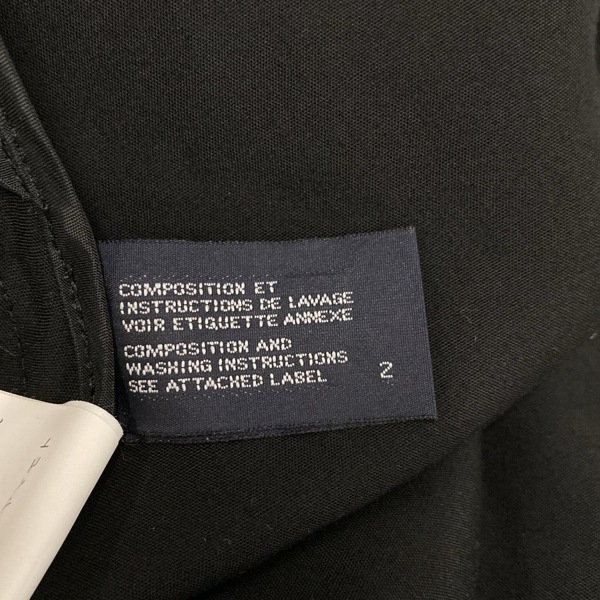 COMPOSITION ET
INSTRUCTIONS DE LAVAGE
VOIR ETIQUETTE ANNEXE
COMPOSITION AND
WASHING INSTRUCTIONS
SEE ATTACHED LABEL 2